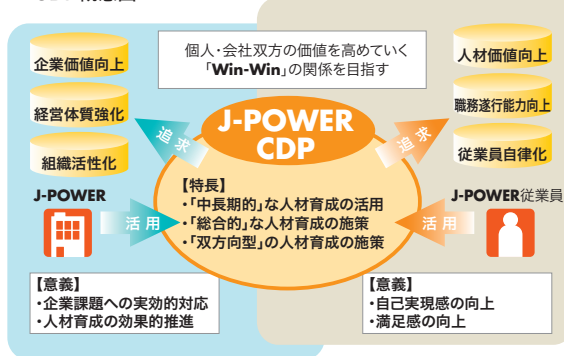 個人・会社双方の価値を高めていく
「Win-Win」の関係を目指す
企業価値向上
経営体質強化
組織活性化
人材価値向上
職務遂行能力向上
従業員自律化
追求
追求
J-POWER
CDP
【特長】
・「中長期的」な人材育成の活用
・「総合的」な人材育成の施策
・「双方向型」の人材育成の施策
J-POWER
活用
J-POWER従業員
活用
【意義】
・企業課題への実効的対応
・人材育成の効果的推進
【意義】
・自己実現感の向上
・満足感の向上